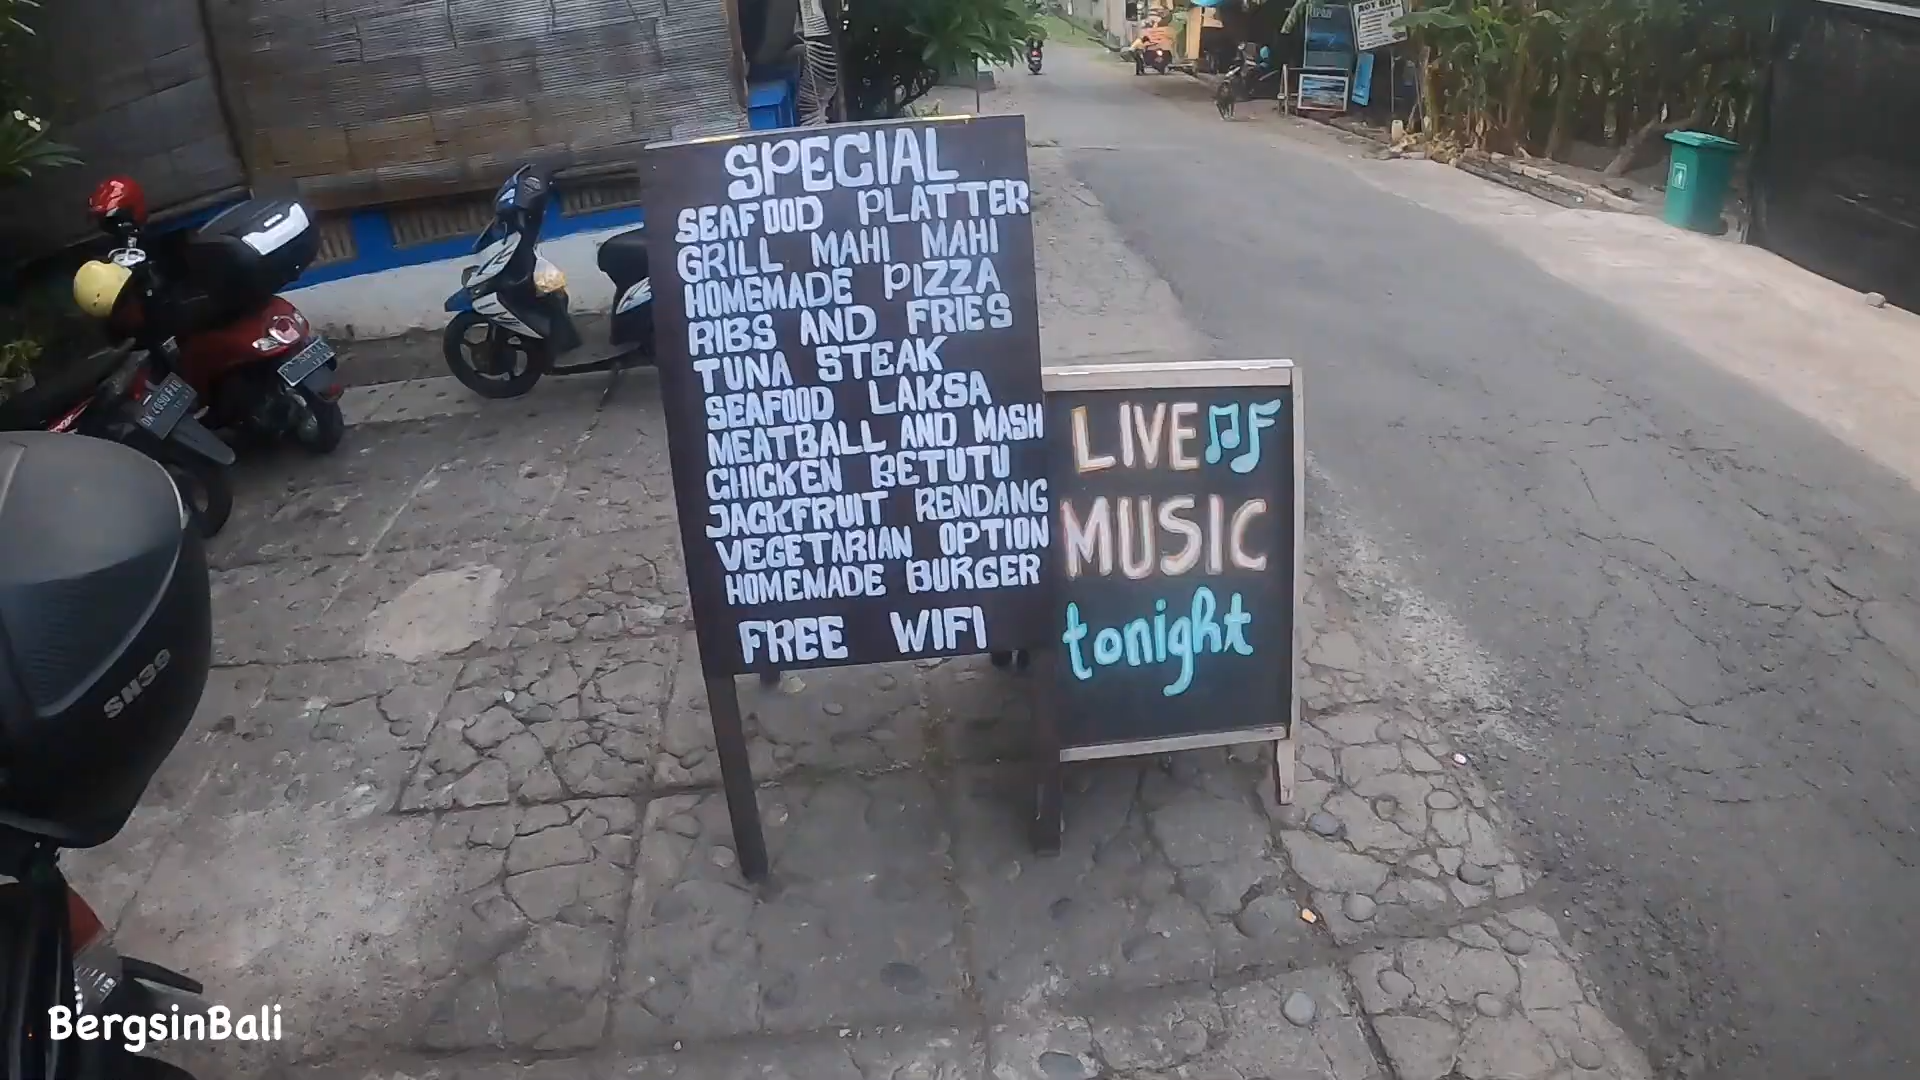 SPECIAL
SEAFOOD PLATTER
GRILL MAHI MAHI
HOMEMADE PIZZA
RIBS AND FRIES
TUNA STEAK
SEAFOOD LAKSA
MEATBALL AND MASH
CHICKEN BETUTU
JACKFRUIT RENDANG
VEGETARIAN OPTION
HOMEMADE BURGER
FREE WIFI
LIVE
MUSIC
tonight
SH39
BergsinBali